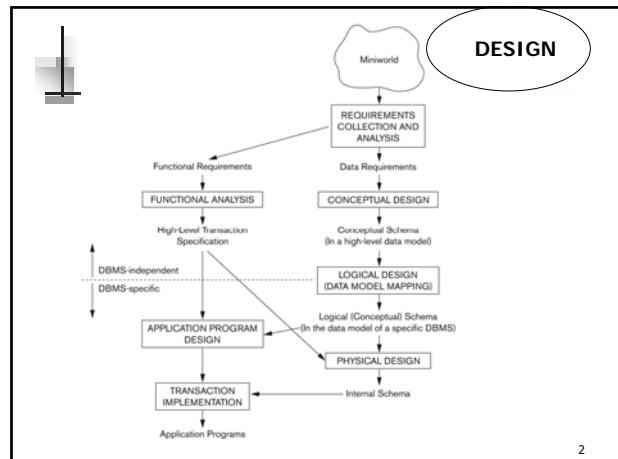 DESIGN
Miniworld
REQUIREMENTS
COLLECTION AND
ANALYSIS
Functional Requirements
Data Requirements
FUNCTIONAL ANALYSIS
CONCEPTUAL DESIGN
High-Level Transaction
Specification
Conceptual Schema
(In a high-level data model)
DBMS-independent
DBMS-specific
LOGICAL DESIGN
(DATA MODEL MAPPING)
Logical (Conceptual) Schema
(In the data model of a specific DBMS)
APPLICATION PROGRAM
DESIGN
PHYSICAL DESIGN
TRANSACTION
IMPLEMENTATION
Internal Schema
Application Programs
2